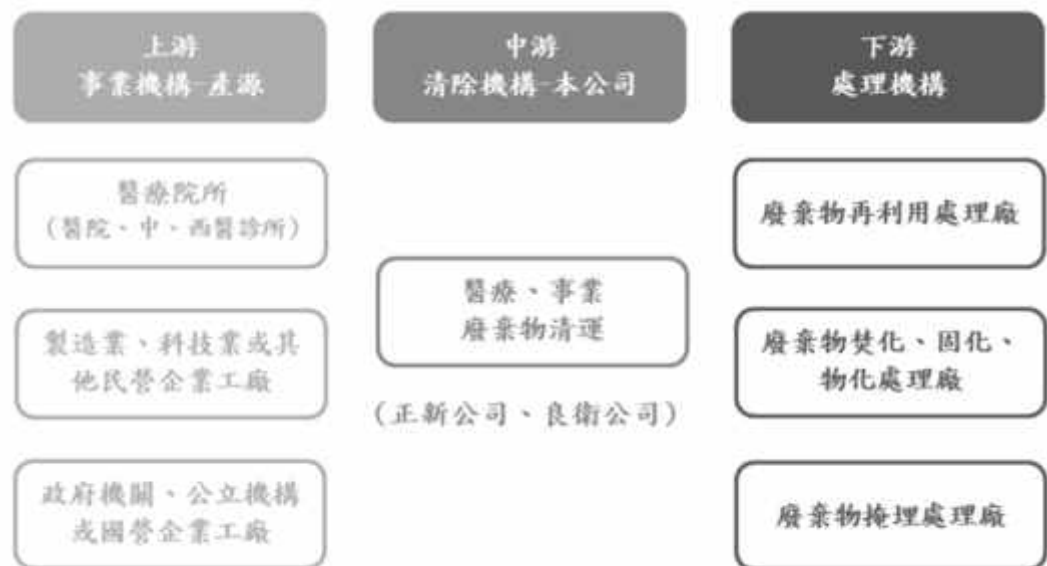 上游
事業機構-產源
中游
清除機構-本公司
下游
處理機構
醫療院所
(醫院、中、西醫診所)
製造業、科技業或其
他民營企業工廠
政府機關、公立機構
或國營企業工廠
醫療、事業
廢棄物清運
(正新公司、良衛公司)
廢棄物再利用處理廠
廢棄物焚化、固化、
物化處理廠
廢棄物掩埋處理廠